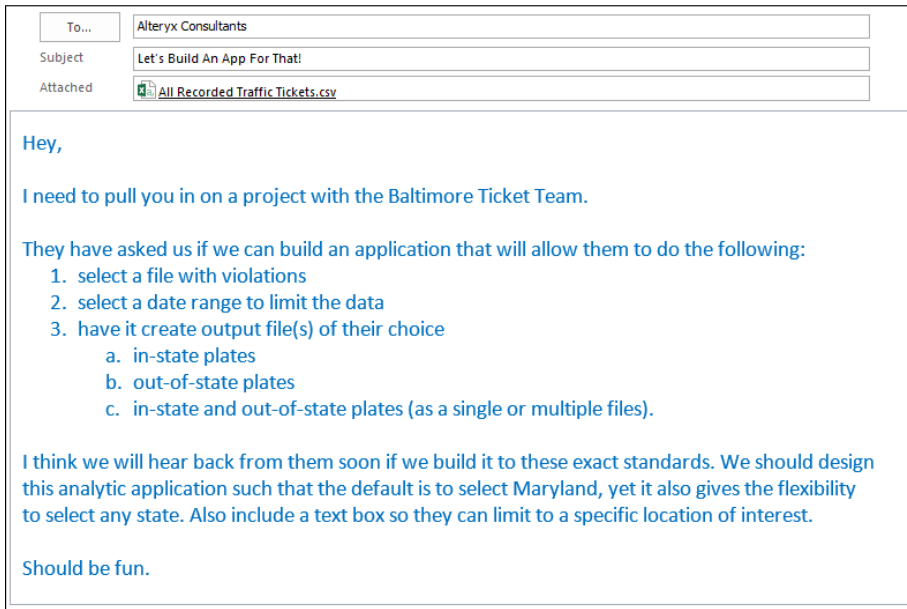 To... Alteryx Consultants
Subject Let's Build An App For That!
Attached All Recorded Traffic Tickets.csv
Hey,
I need to pull you in on a project with the Baltimore Ticket Team.
They have asked us if we can build an application that will allow them to do the following:
1. select a file with violations
2. select a date range to limit the data
3. have it create output file(s) of their choice
a. in-state plates
b. out-of-state plates
c. in-state and out-of-state plates (as a single or multiple files).
I think we will hear back from them soon if we build it to these exact standards. We should design
this analytic application such that the default is to select Maryland, yet it also gives the flexibility
to select any state. Also include a text box so they can limit to a specific location of interest.
Should be fun.